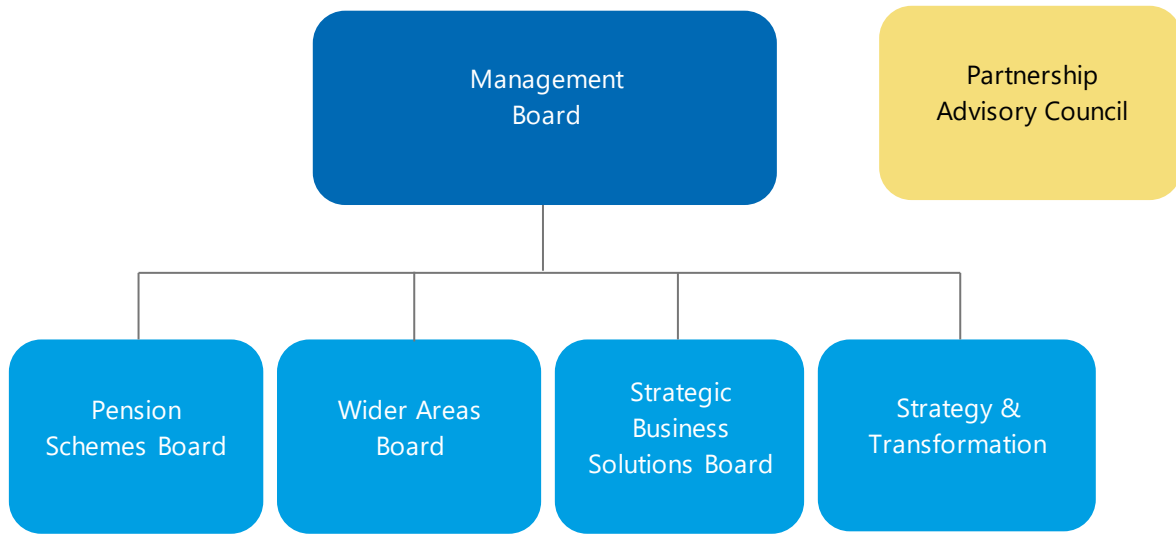 Management
Board
Partnership
Advisory Council
Pension
Schemes Board
Wider Areas
Board
Strategic
Business
Solutions Board
Strategy &
Transformation